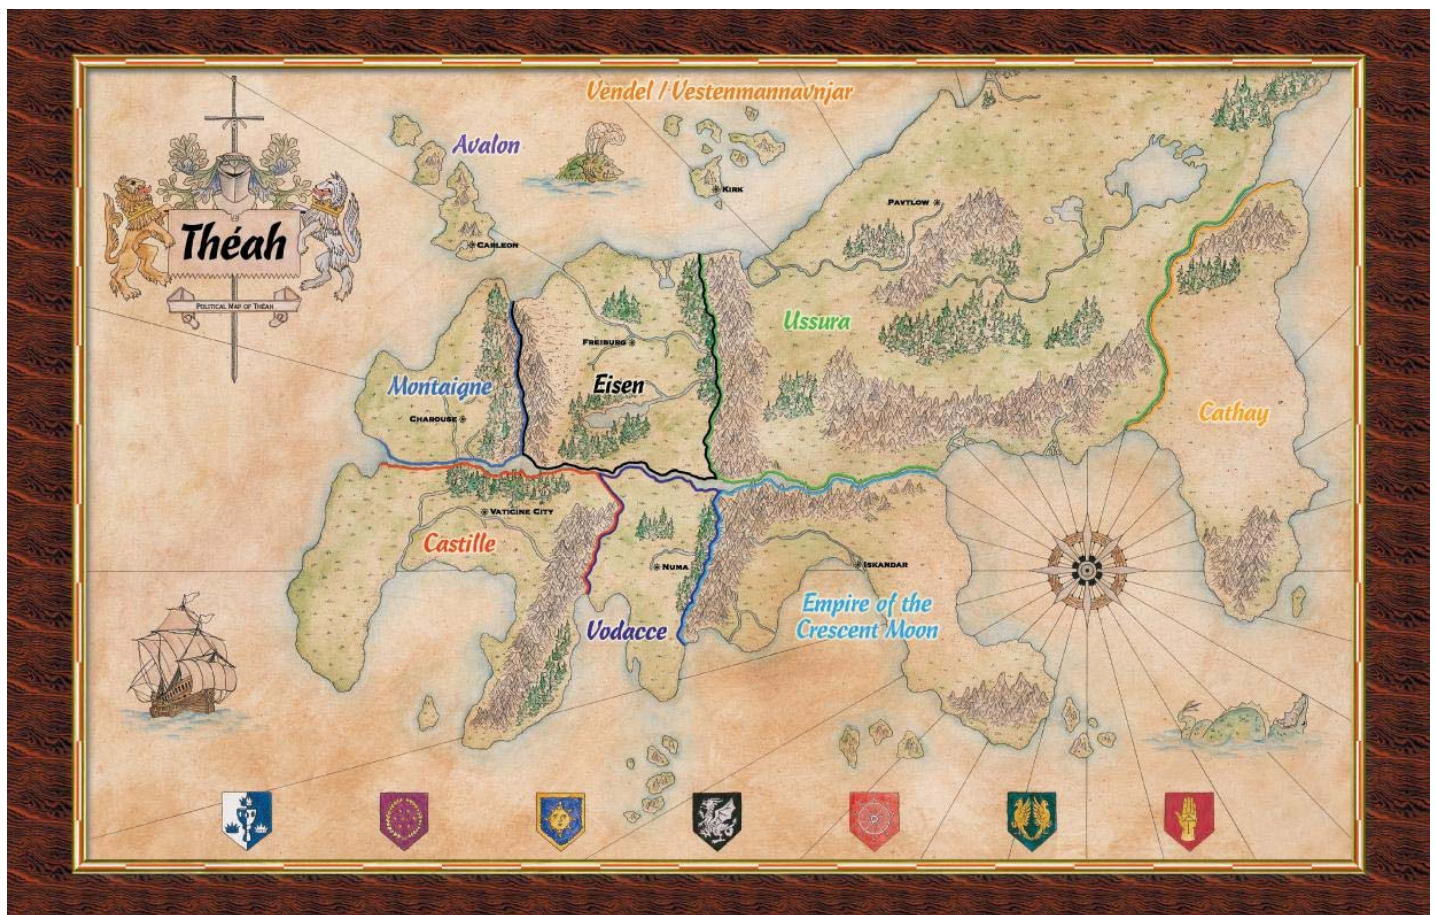 Vendel / Vestenmannavnjar
Avalon
Kirk
Pavtlow
Théah
Carleon
Political Map of Théah
Ussura
Freiburg
Montaigne
Eisen
Charouse
Cathay
Vaticine City
Castille
Numa
Iskandar
Empire of the
Crescent Moon
Vodacce